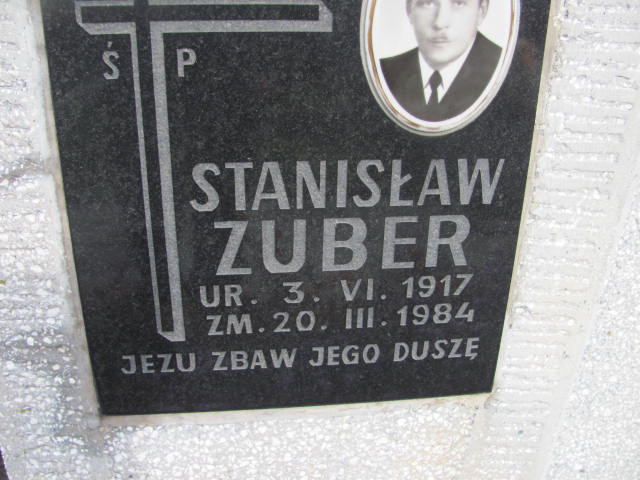 Ś P
STANISŁAW
ZUBER
UR. 3. VI. 1917
ZM. 20. III. 1984
JEZU ZBAW JEGO DUSZĘ